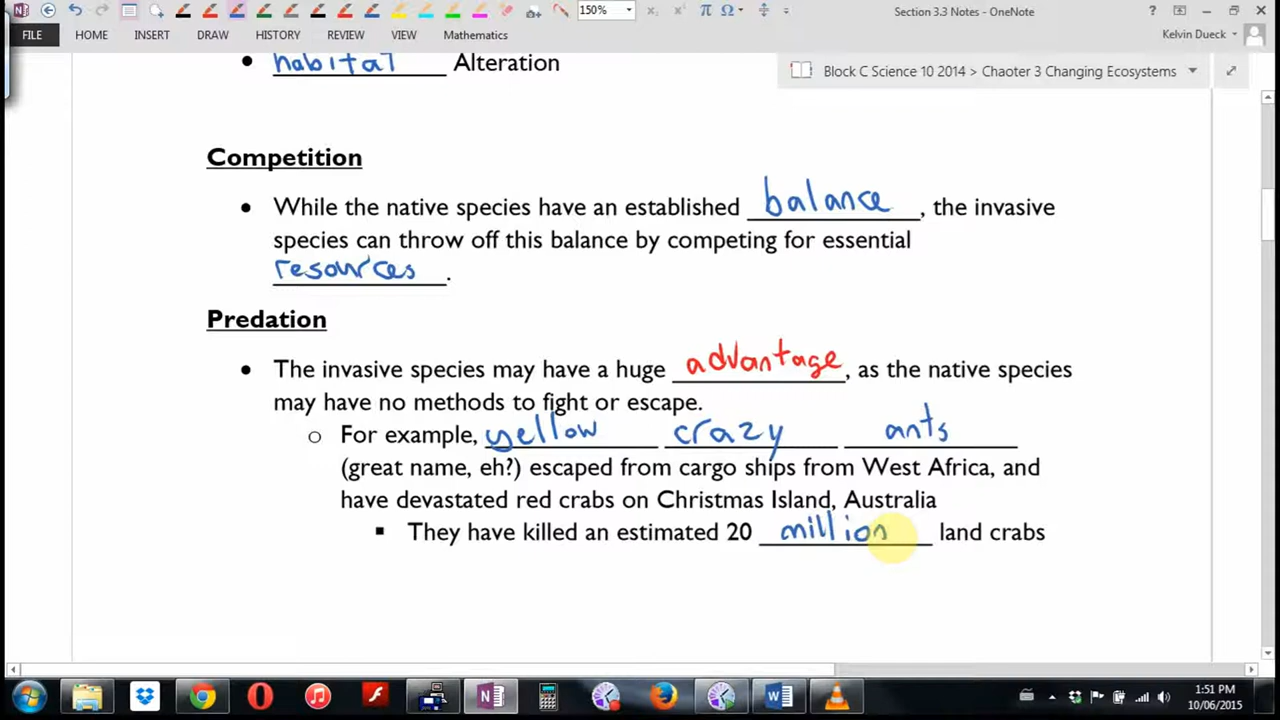 150%
Section 3.3 Notes - OneNote
FILE HOME INSERT DRAW HISTORY REVIEW VIEW Mathematics Kelvin Dueck
habitat Alteration
Block C Science 10 2014 > Chaoter 3 Changing Ecosystems
Competition
• While the native species have an established balance, the invasive
species can throw off this balance by competing for essential
resources.
Predation
• The invasive species may have a huge advantage, as the native species
may have no methods to fight or escape.
o For example, yellow crazy ants
(great name, eh?) escaped from cargo ships from West Africa, and
have devastated red crabs on Christmas Island, Australia
▪ They have killed an estimated 20 million land crabs
1:51 PM
10/06/2015